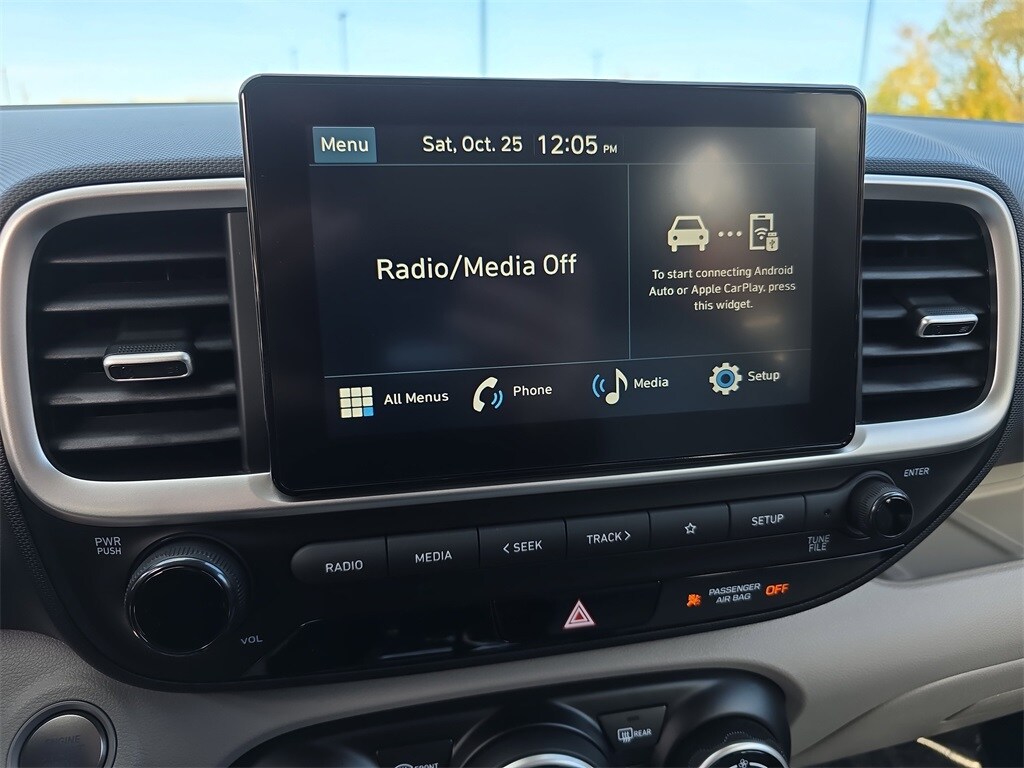 Menu
Sat, Oct. 25 12:05 PM
Radio/Media Off
To start connecting Android
Auto or Apple CarPlay, press
this widget.
All Menus
Phone
Media
Setup
PWR
PUSH
VOL
RADIO
MEDIA
< SEEK
TRACK >
SETUP
ENTER
TUNE
FILE
PASSENGER
AIR BAG
OFF
ENGINE
FRONT
REAR